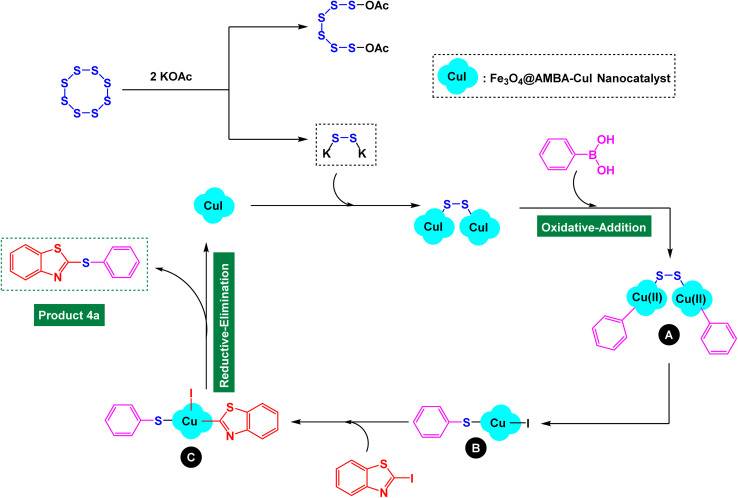 S–S–OAc
S
S
S
S–S–OAc
S–S
S S
S S
S–S
2 KOAc
CuI : Fe₃O₄@AMBA-CuI Nanocatalyst
S–S
K K
OH
B
OH
CuI
S–S
CuI CuI
Oxidative-Addition
S
S
N
Product 4a
Reductive-Elimination
S–S
Cu(II) Cu(II)
A
I
S Cu S
N
C
S Cu–I
B
S
I
N